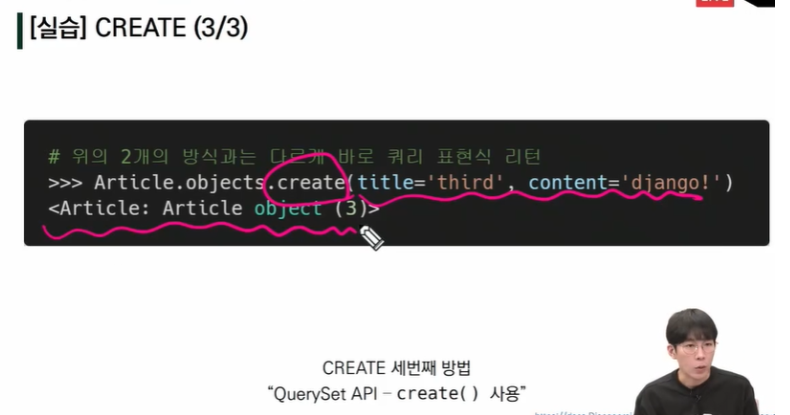 LIVE
[실습] CREATE (3/3)
# 위의 2개의 방식과는 다르게 바로 쿼리 표현식 리턴
>>> Article.objects.create(title='third', content='django!')
<Article: Article object (3)>
CREATE 세번째 방법
“QuerySet API – create() 사용”